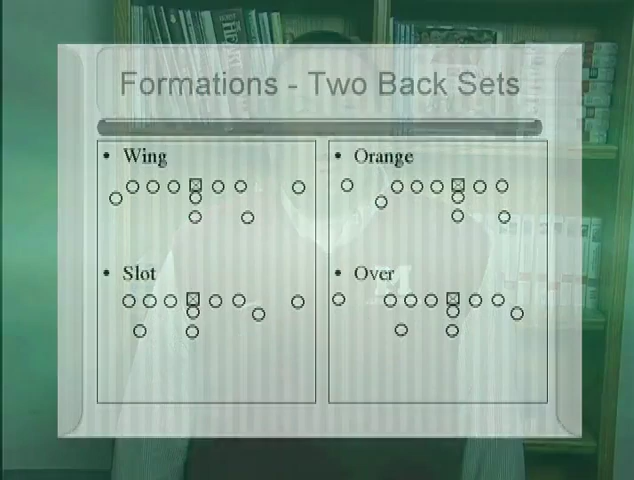 Formations - Two Back Sets
• Wing
• Orange
• Slot
• Over